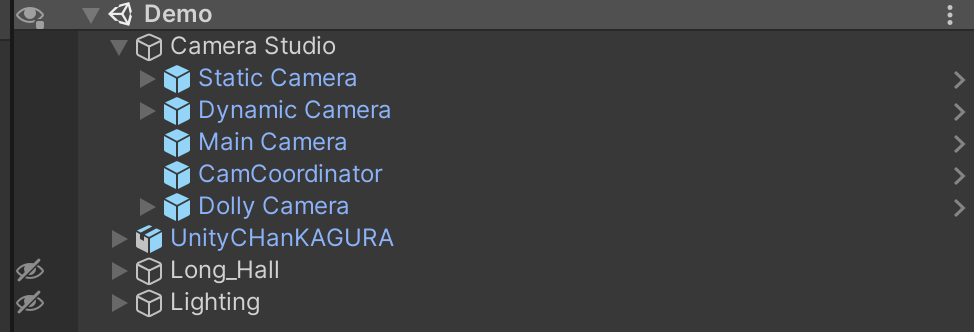 Demo
Camera Studio
Static Camera
Dynamic Camera
Main Camera
CamCoordinator
Dolly Camera
UnityCHanKAGURA
Long_Hall
Lighting